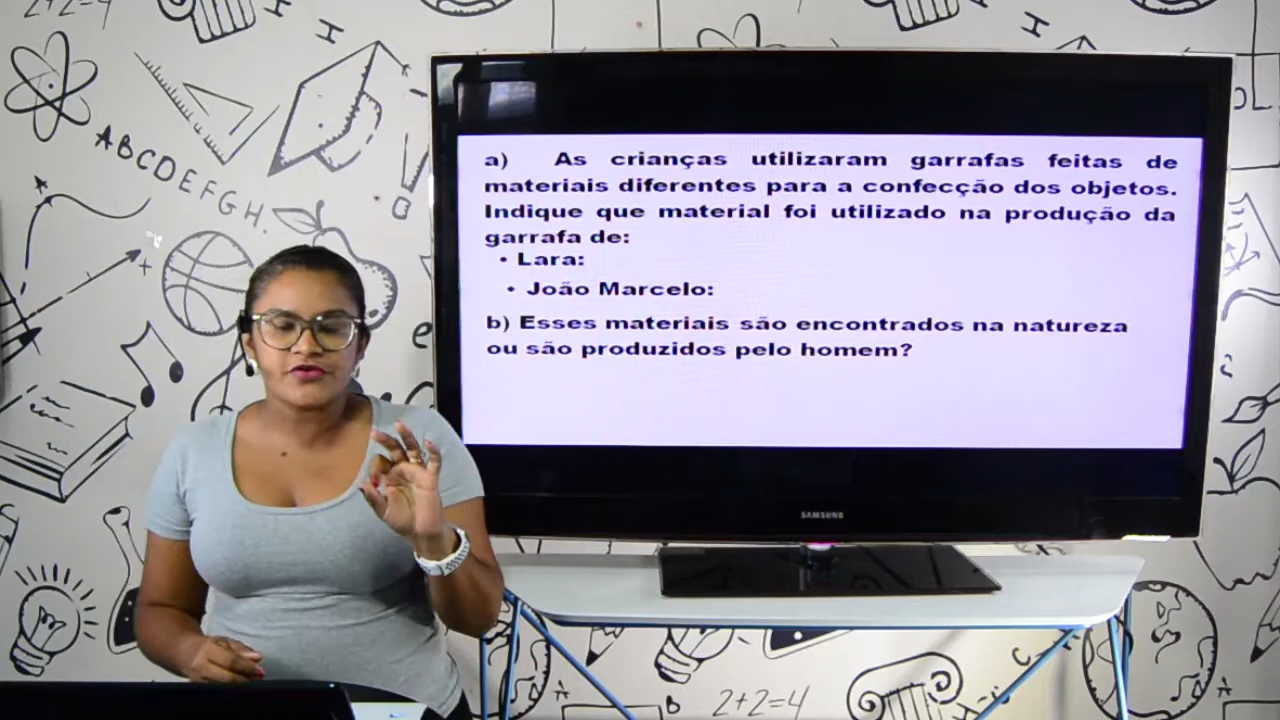 2+2=4
ABCDEFGH.
a) As crianças utilizaram garrafas feitas de
materiais diferentes para a confecção dos objetos.
Indique que material foi utilizado na produção da
garrafa de:
• Lara:
• João Marcelo:
b) Esses materiais são encontrados na natureza
ou são produzidos pelo homem?
SAMSUNG
A
B
2+2=4
A